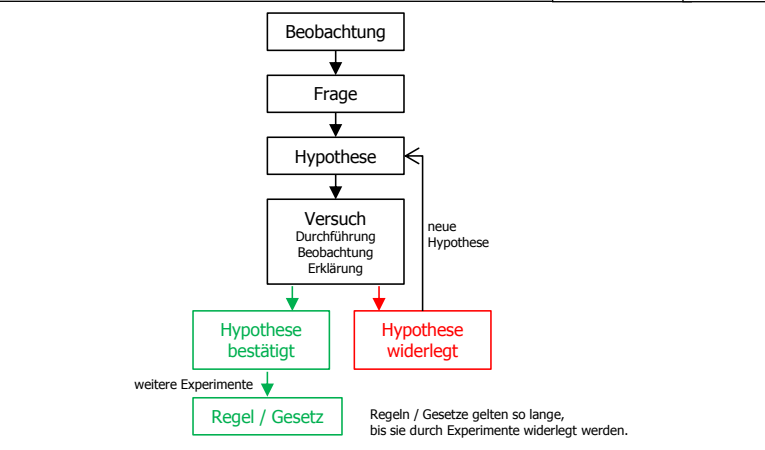 Beobachtung
Frage
Hypothese
Versuch
Durchführung
Beobachtung
Erklärung
neue
Hypothese
Hypothese
bestätigt
Hypothese
widerlegt
weitere Experimente
Regel / Gesetz
Regeln / Gesetze gelten so lange,
bis sie durch Experimente widerlegt werden.